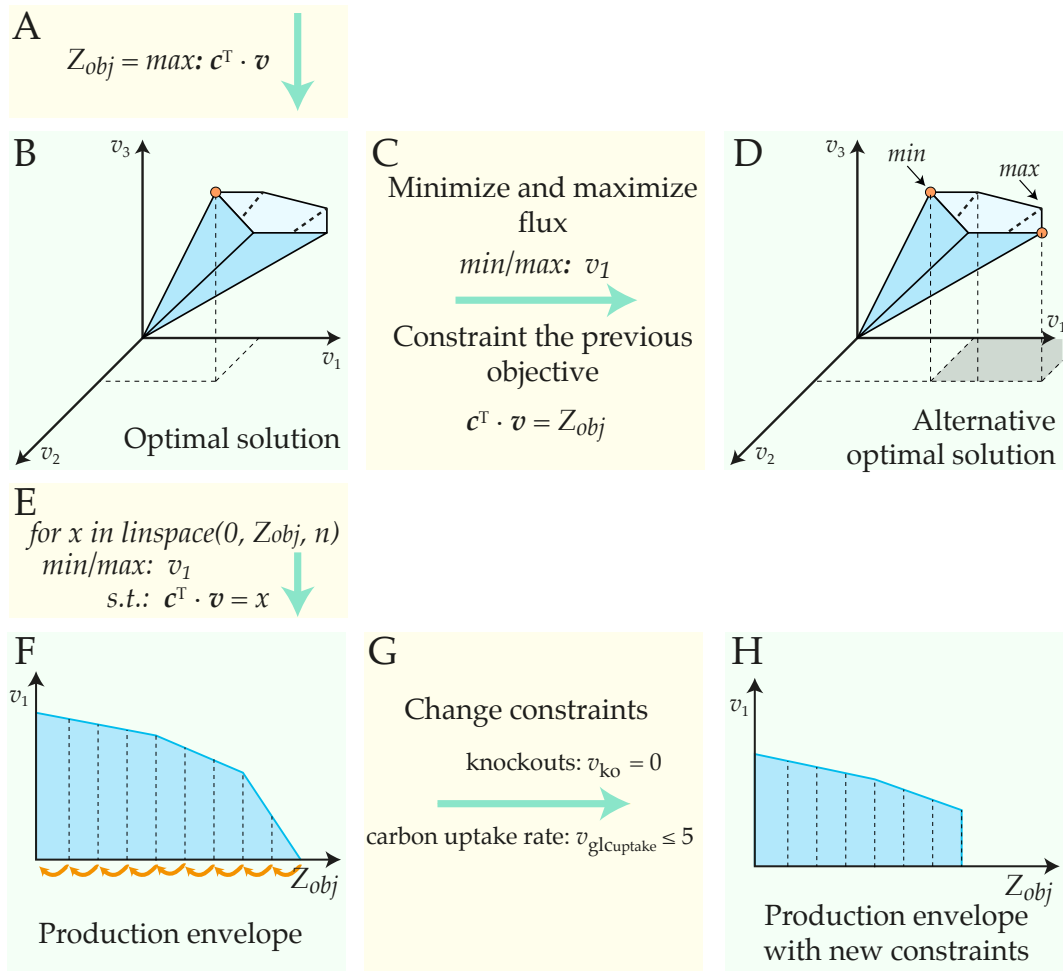 A
Z_obj = max: c^T · v
B
v_3
v_1
v_2
Optimal solution
C
Minimize and maximize
flux
min/max: v_1
Constraint the previous
objective
c^T · v = Z_obj
D
v_3
min
max
v_1
v_2
Alternative
optimal solution
E
for x in linspace(0, Z_obj, n)
min/max: v_1
s.t.: c^T · v = x
F
v_1
Z_obj
Production envelope
G
Change constraints
knockouts: v_ko = 0
carbon uptake rate: v_glcuptake ≤ 5
H
v_1
Z_obj
Production envelope
with new constraints